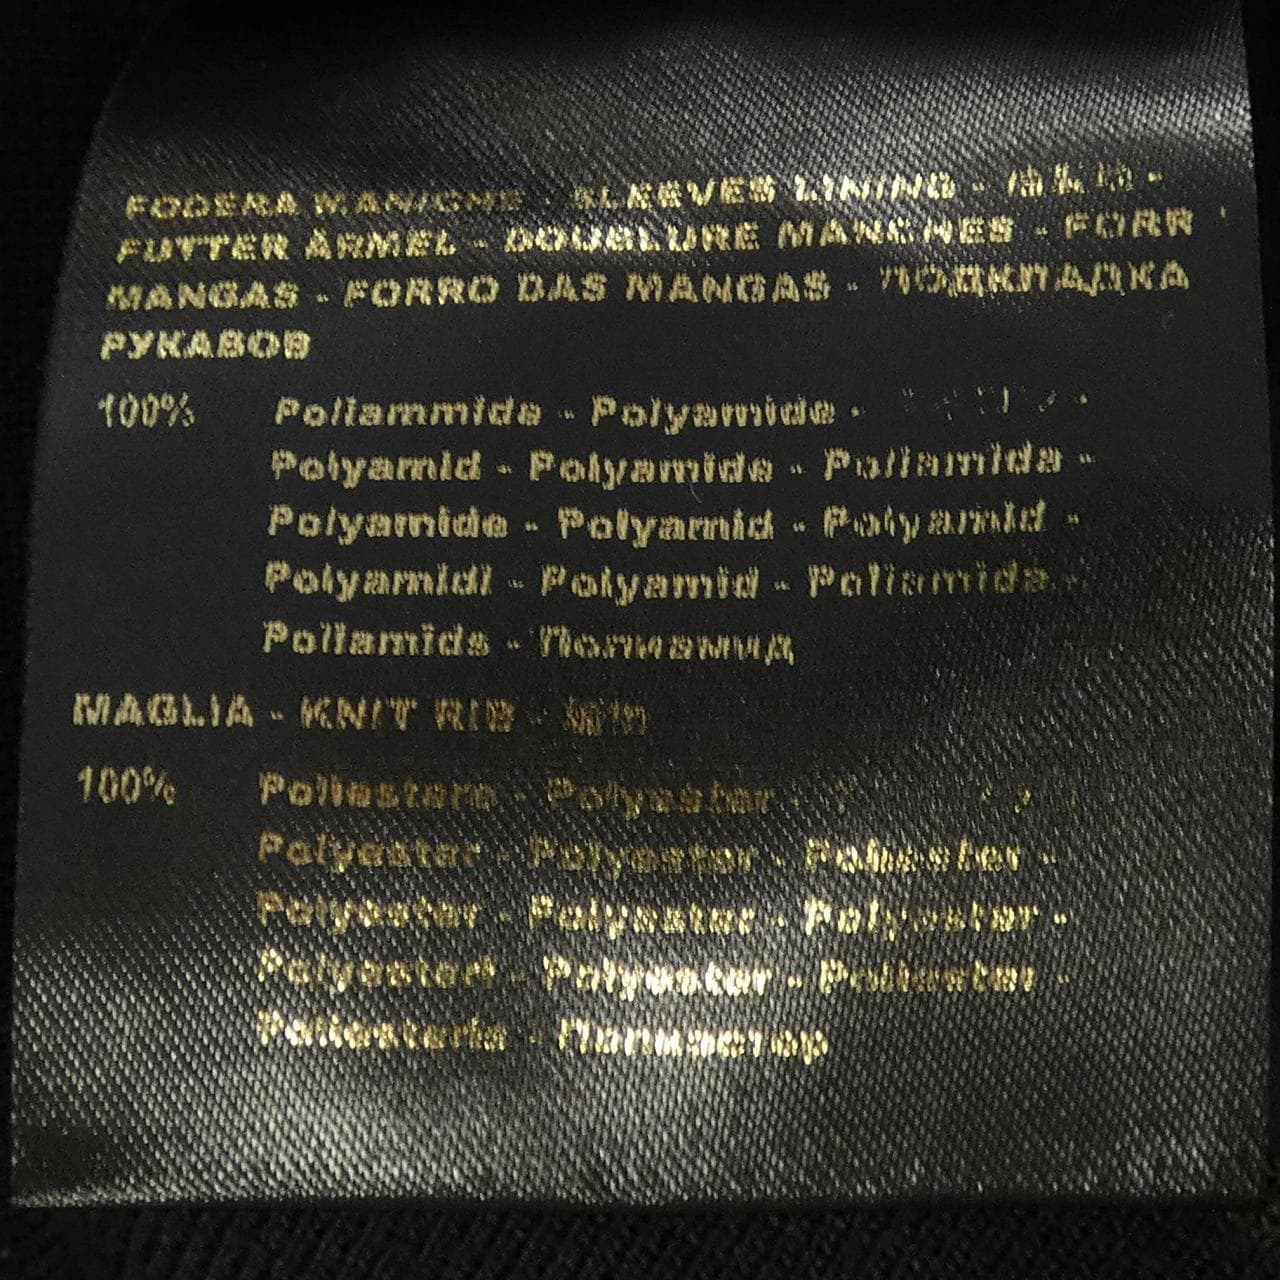 FODERA MANICHE - SLEEVES LINING -
FUTTER ÄRMEL - DOUBLURE MANCHES - FORR
MANGAS - FORRO DAS MANGAS - ПОДКЛАДКА
РУКАВОВ
100% Poliammide - Polyamide -
Polyamid - Polyamide - Poliamida -
Polyamide - Polyamid - Polyamid -
Polyamidi - Polyamid - Poliamida -
Poliamids - Полиамид
MAGLIA - KNIT RIB -
100% Poliestere - Polyester -
Polyester - Polyester - Poliester -
Polyester - Polyester - Polyester -
Polyesteri - Polyester - Poliester -
Poliesteris - Полиэстер